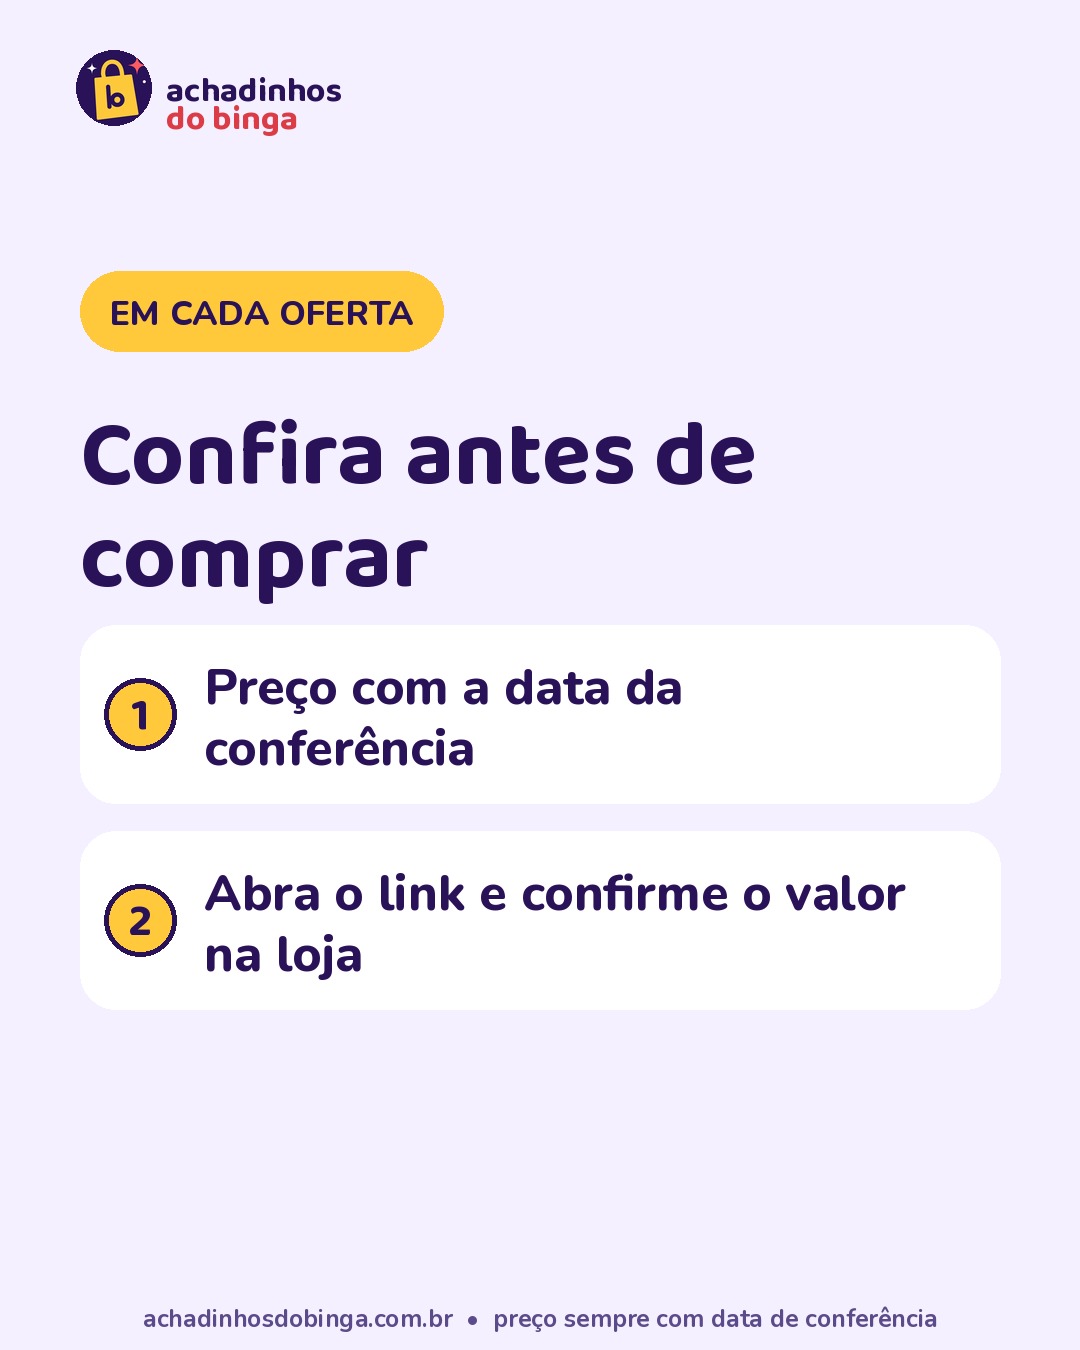 b
achadinhos
do binga
EM CADA OFERTA
Confira antes de
comprar
1
Preço com a data da
conferência
2
Abra o link e confirme o valor
na loja
achadinhosdobinga.com.br • preço sempre com data de conferência